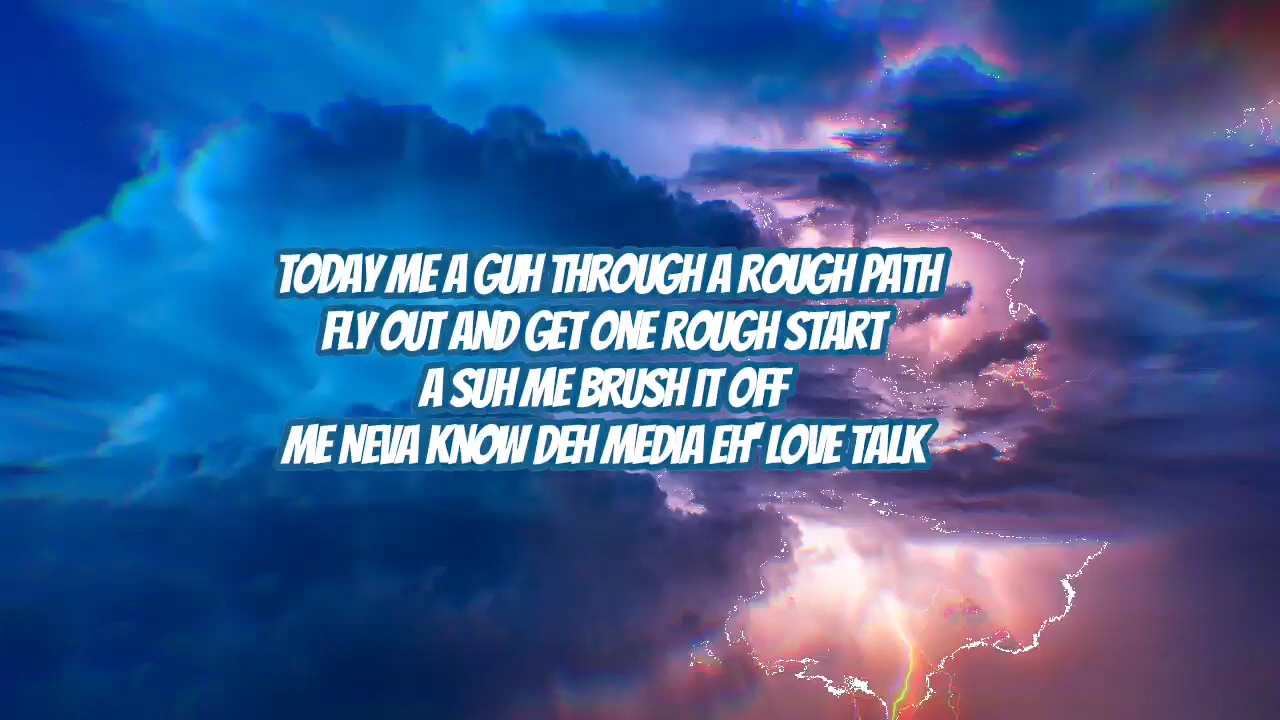 TODAY ME A GUH THROUGH A ROUGH PATH
FLY OUT AND GET ONE ROUGH START
A SUH ME BRUSH IT OFF
ME NEVA KNOW DEH MEDIA EH' LOVE TALK